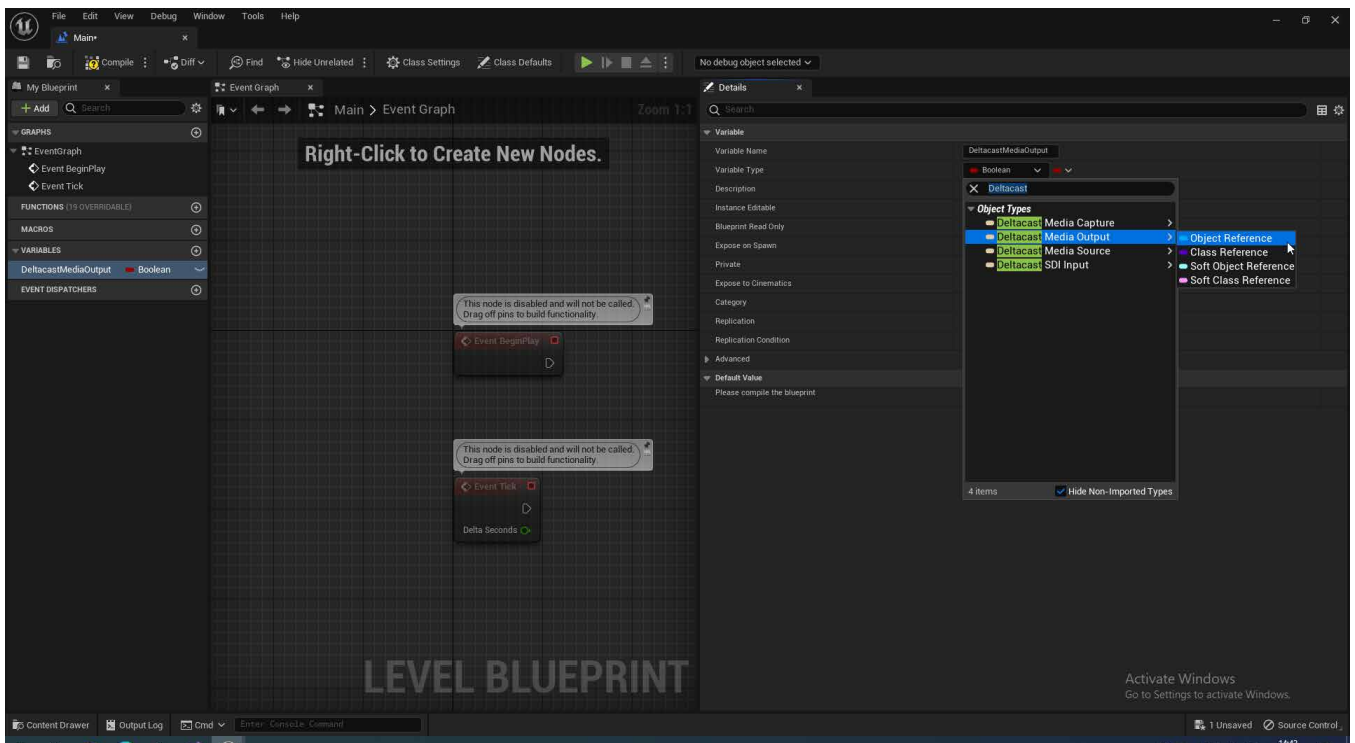 File Edit View Debug Window Tools Help
Main•
Compile Diff Find Hide Unrelated Class Settings Class Defaults No debug object selected
My Blueprint
Add Search
GRAPHS
EventGraph
Event BeginPlay
Event Tick
FUNCTIONS (19 OVERRIDABLE)
MACROS
VARIABLES
DeltacastMediaOutput Boolean
EVENT DISPATCHERS
Event Graph
Main > Event Graph Zoom 1:1
Right-Click to Create New Nodes.
This node is disabled and will not be called.
Drag off pins to build functionality.
Event BeginPlay
This node is disabled and will not be called.
Drag off pins to build functionality.
Event Tick
Delta Seconds
LEVEL BLUEPRINT
Details
Search
Variable
Variable Name DeltacastMediaOutput
Variable Type Boolean
Description
Instance Editable
Blueprint Read Only
Expose on Spawn
Private
Expose to Cinematics
Category
Replication
Replication Condition
Advanced
Default Value
Please compile the blueprint
Deltacast
Object Types
Deltacast Media Capture
Deltacast Media Output
Deltacast Media Source
Deltacast SDI Input
4 items Hide Non-Imported Types
Object Reference
Class Reference
Soft Object Reference
Soft Class Reference
Activate Windows
Go to Settings to activate Windows.
Content Drawer Output Log Cmd Enter Console Command 1 Unsaved Source Control